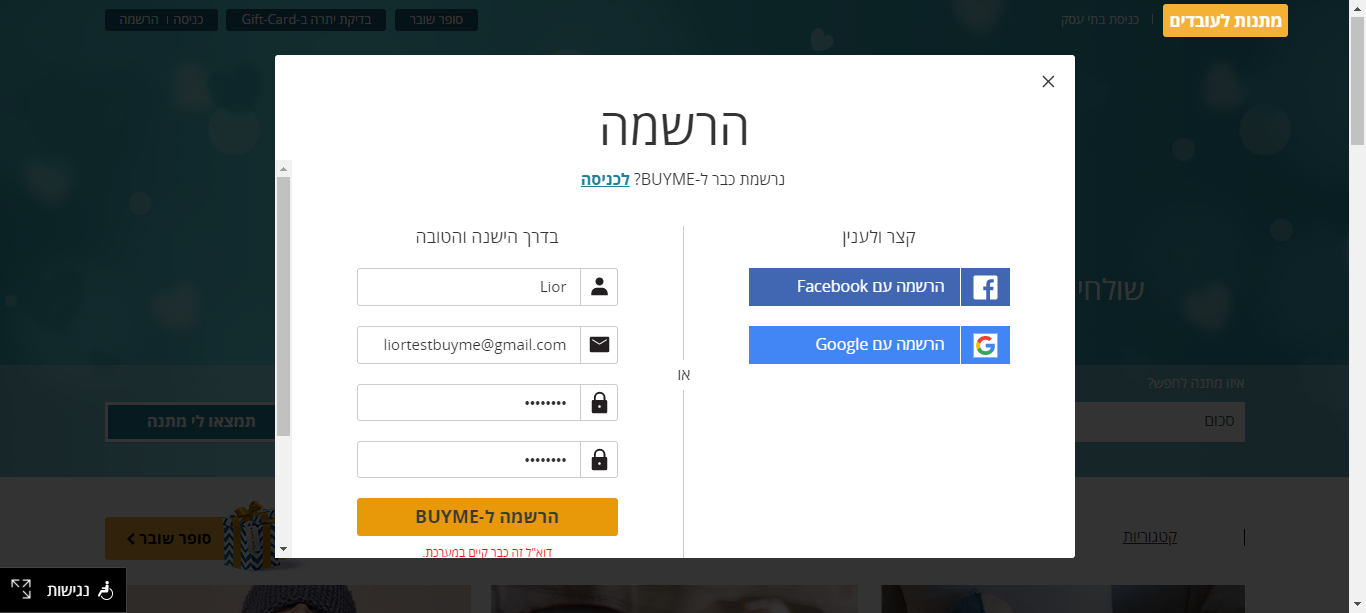 מתנות לעובדים
כניסת בתי עסק
סופר שובר
בדיקת יתרה ב-Gift-Card
כניסה | הרשמה
הרשמה
נרשמת כבר ל-BUYME? לכניסה
קצר ולענין
הרשמה עם Facebook
הרשמה עם Google
או
בדרך הישנה והטובה
Lior
liortestbuyme@gmail.com
הרשמה ל-BUYME
דוא"ל זה כבר קיים במערכת.
שולחי
איזו מתנה לחפש?
סכום
תמצאו לי מתנה
קטגוריות
סופר שובר
נגישות